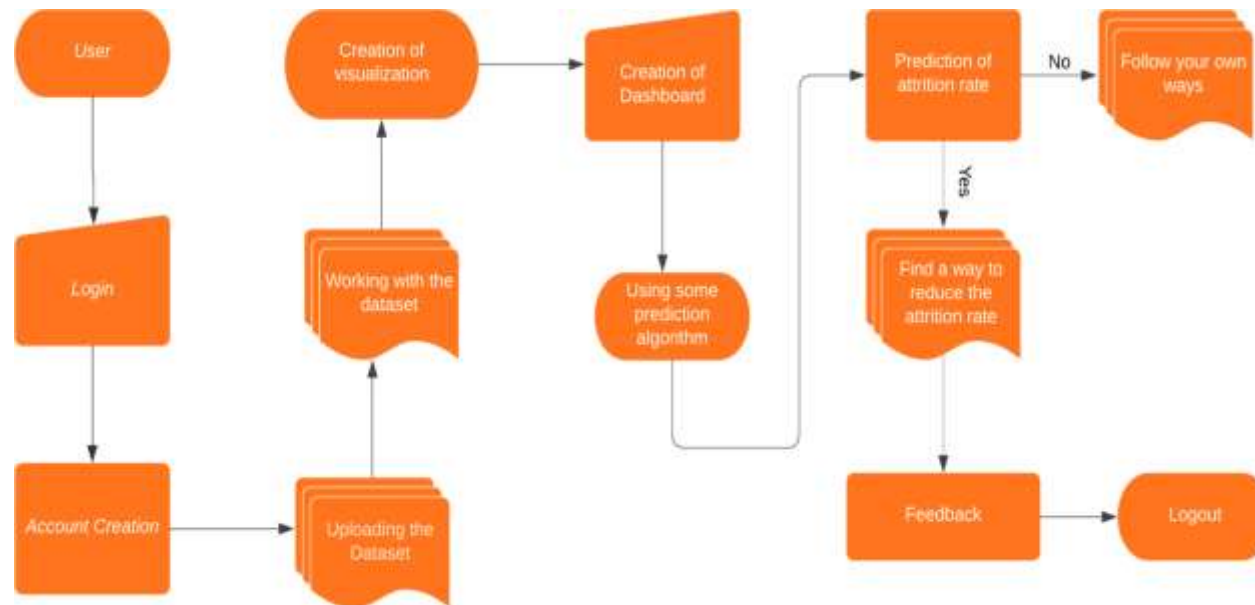 User
Login
Account Creation
Uploading the
Dataset
Working with the
dataset
Creation of
visualization
Creation of
Dashboard
Using some
prediction
algorithm
Prediction of
attrition rate
No
Follow your own
ways
Yes
Find a way to
reduce the
attrition rate
Feedback
Logout